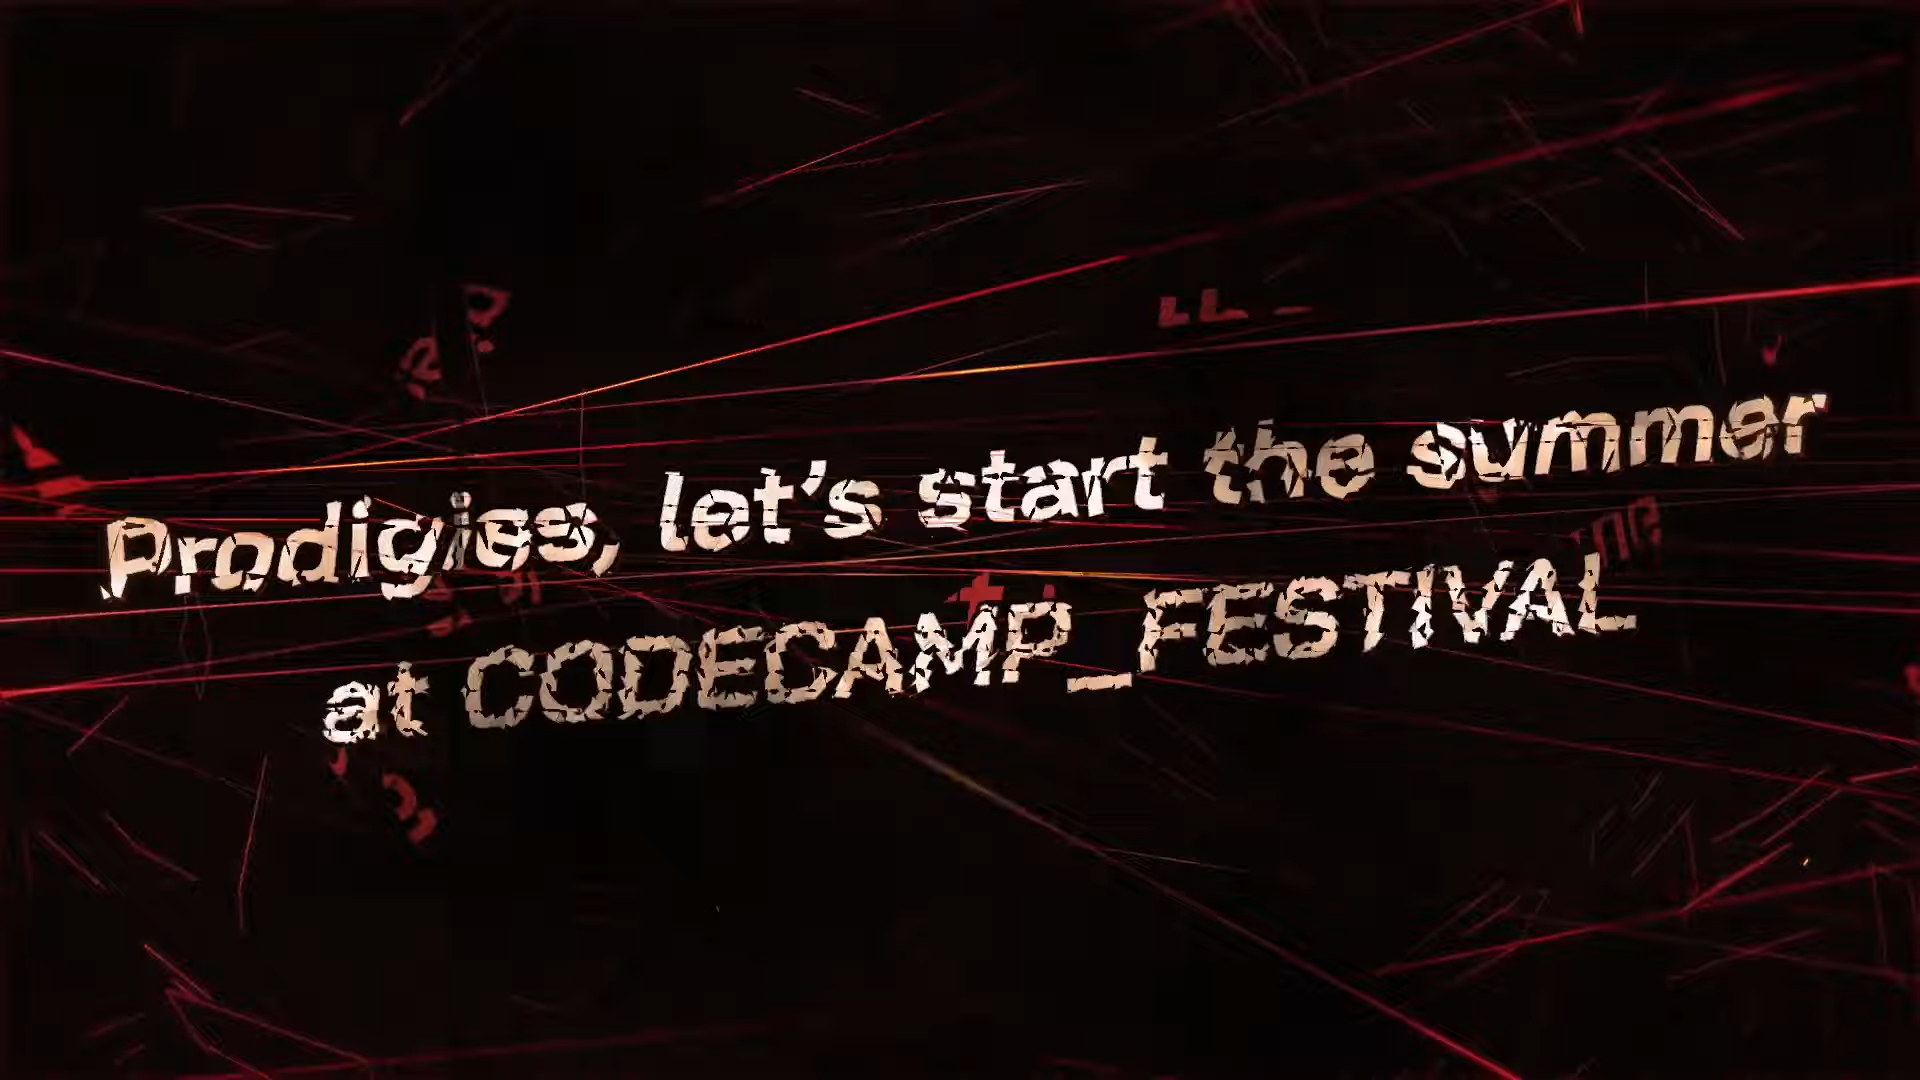 Prodigies, let's start the summer
at CODECAMP_FESTIVAL